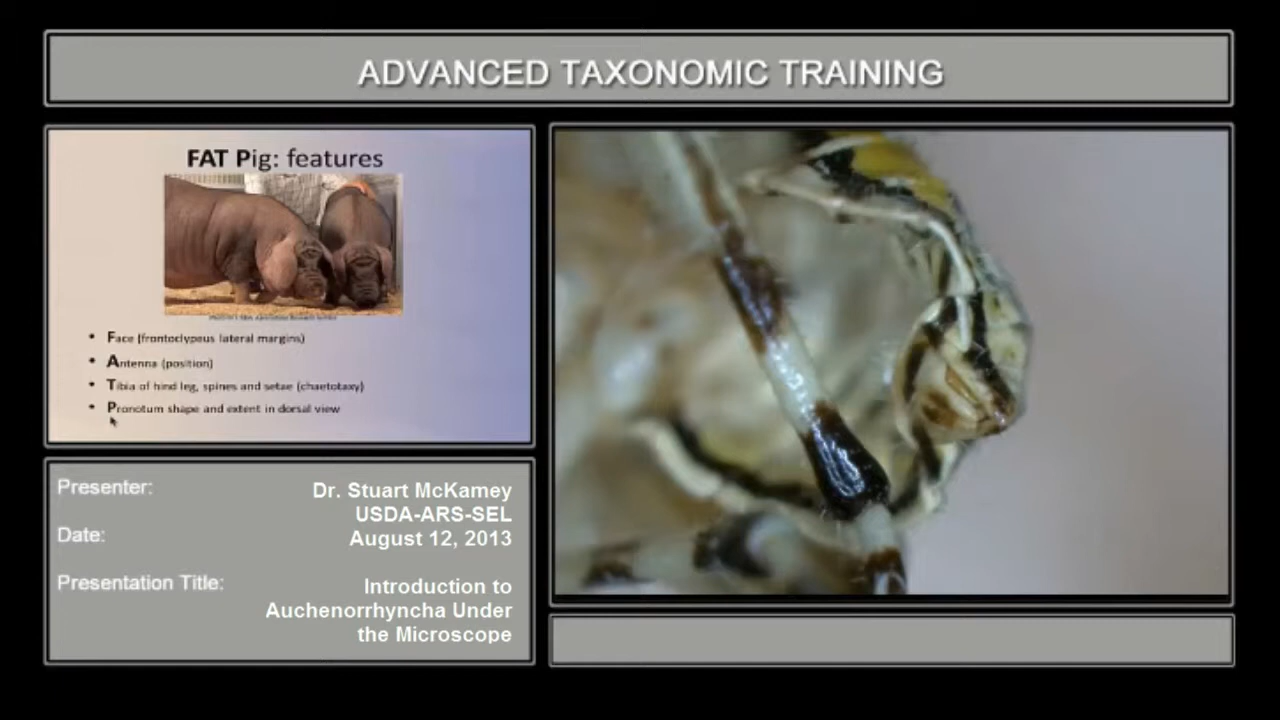 ADVANCED TAXONOMIC TRAINING
FAT Pig: features
• Face (frontoclypeus lateral margins)
• Antenna (position)
• Tibia of hind leg, spines and setae (chaetotaxy)
• Pronotum shape and extent in dorsal view
Presenter: Dr. Stuart McKamey
USDA-ARS-SEL
Date: August 12, 2013
Presentation Title: Introduction to
Auchenorrhyncha Under
the Microscope